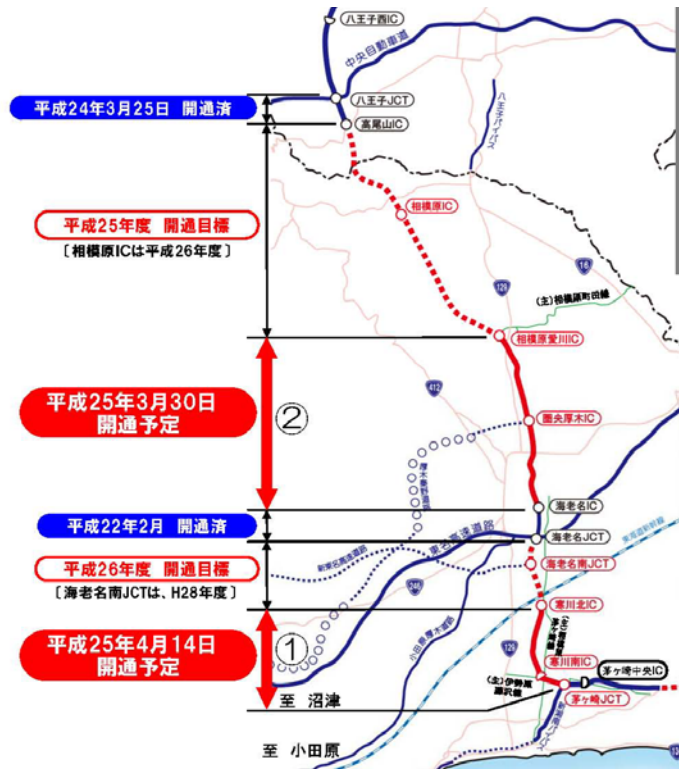 八王子西IC
中央自動車道
平成24年3月25日 開通済
八王子JCT
高尾山IC
八王子バイパス
平成25年度 開通目標
〔相模原ICは平成26年度〕
相模原IC
16
129
(主)相模原町田線
相模原愛川IC
412
平成25年3月30日
開通予定
②
圏央厚木IC
厚木秦野道路
海老名IC
平成22年2月 開通済
東名高速道路
海老名JCT
東海道新幹線
新東名高速道路
平成26年度 開通目標
〔海老名南JCTは、H28年度〕
海老名南JCT
246
寒川北IC
小田原厚木道路
平成25年4月14日
開通予定
①
129
寒川南IC
茅ヶ崎中央IC
(主)伊勢原
藤沢線
茅ヶ崎JCT
至 沼津
至 小田原